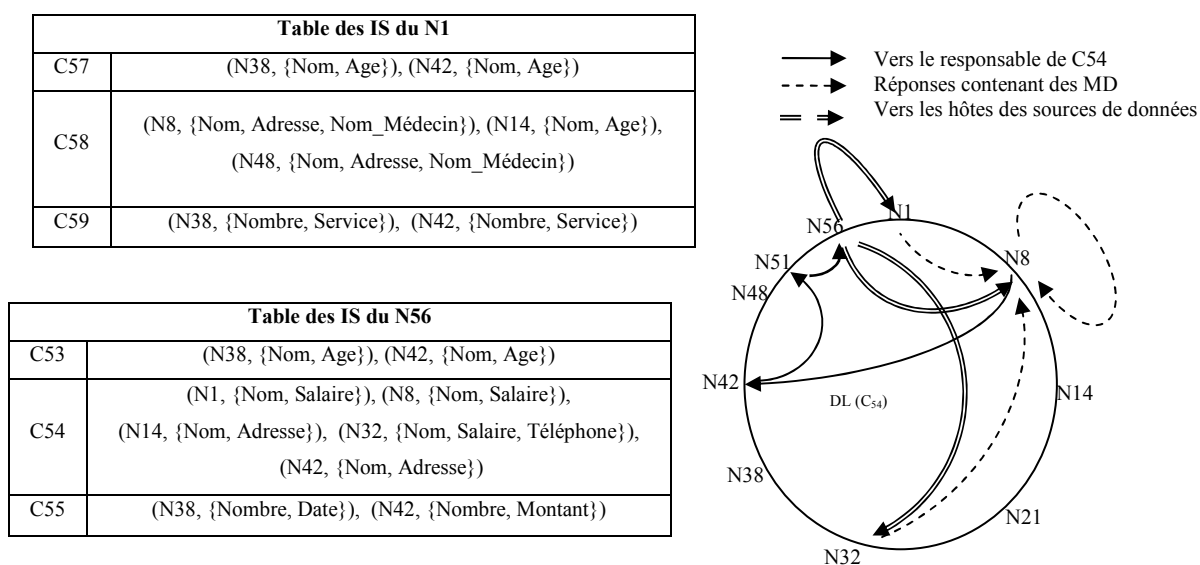 Table des IS du N1
C57 (N38, {Nom, Age}), (N42, {Nom, Age})
C58 (N8, {Nom, Adresse, Nom_Médecin}), (N14, {Nom, Age}),
(N48, {Nom, Adresse, Nom_Médecin})
C59 (N38, {Nombre, Service}), (N42, {Nombre, Service})
Table des IS du N56
C53 (N38, {Nom, Age}), (N42, {Nom, Age})
(N1, {Nom, Salaire}), (N8, {Nom, Salaire}),
C54 (N14, {Nom, Adresse}), (N32, {Nom, Salaire, Téléphone}),
(N42, {Nom, Adresse})
C55 (N38, {Nombre, Date}), (N42, {Nombre, Montant})
Vers le responsable de C54
Réponses contenant des MD
Vers les hôtes des sources de données
N1
N56
N8
N51
N48
N42
DL (C54)
N14
N38
N21
N32